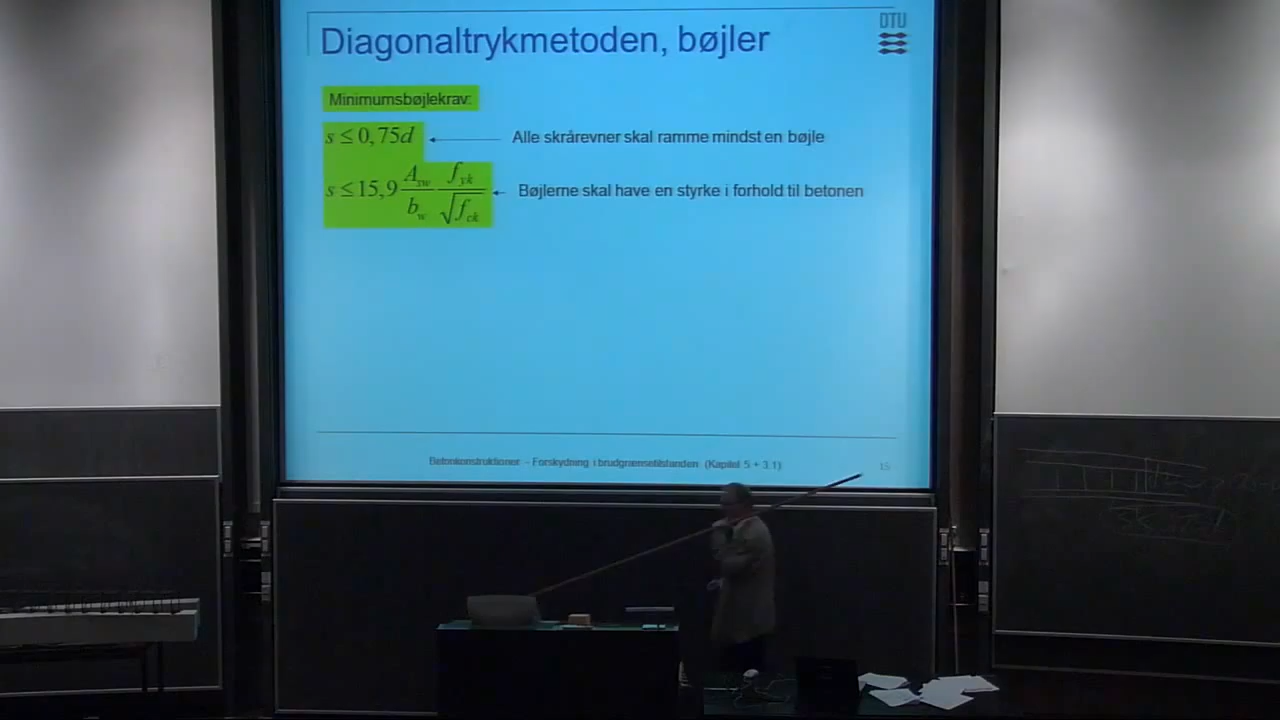 DTU
Diagonaltrykmetoden, bøjler
Minimumsbøjlekrav:
s ≤ 0,75d
Alle skrårevner skal ramme mindst en bøjle
s ≤ 15,9 A_sw/b_w f_yk/√f_ck
Bøjlerne skal have en styrke i forhold til betonen
Betonkonstruktioner - Forskydning i brudgrænsetilstanden (Kapitel 5 + 3.1)
15